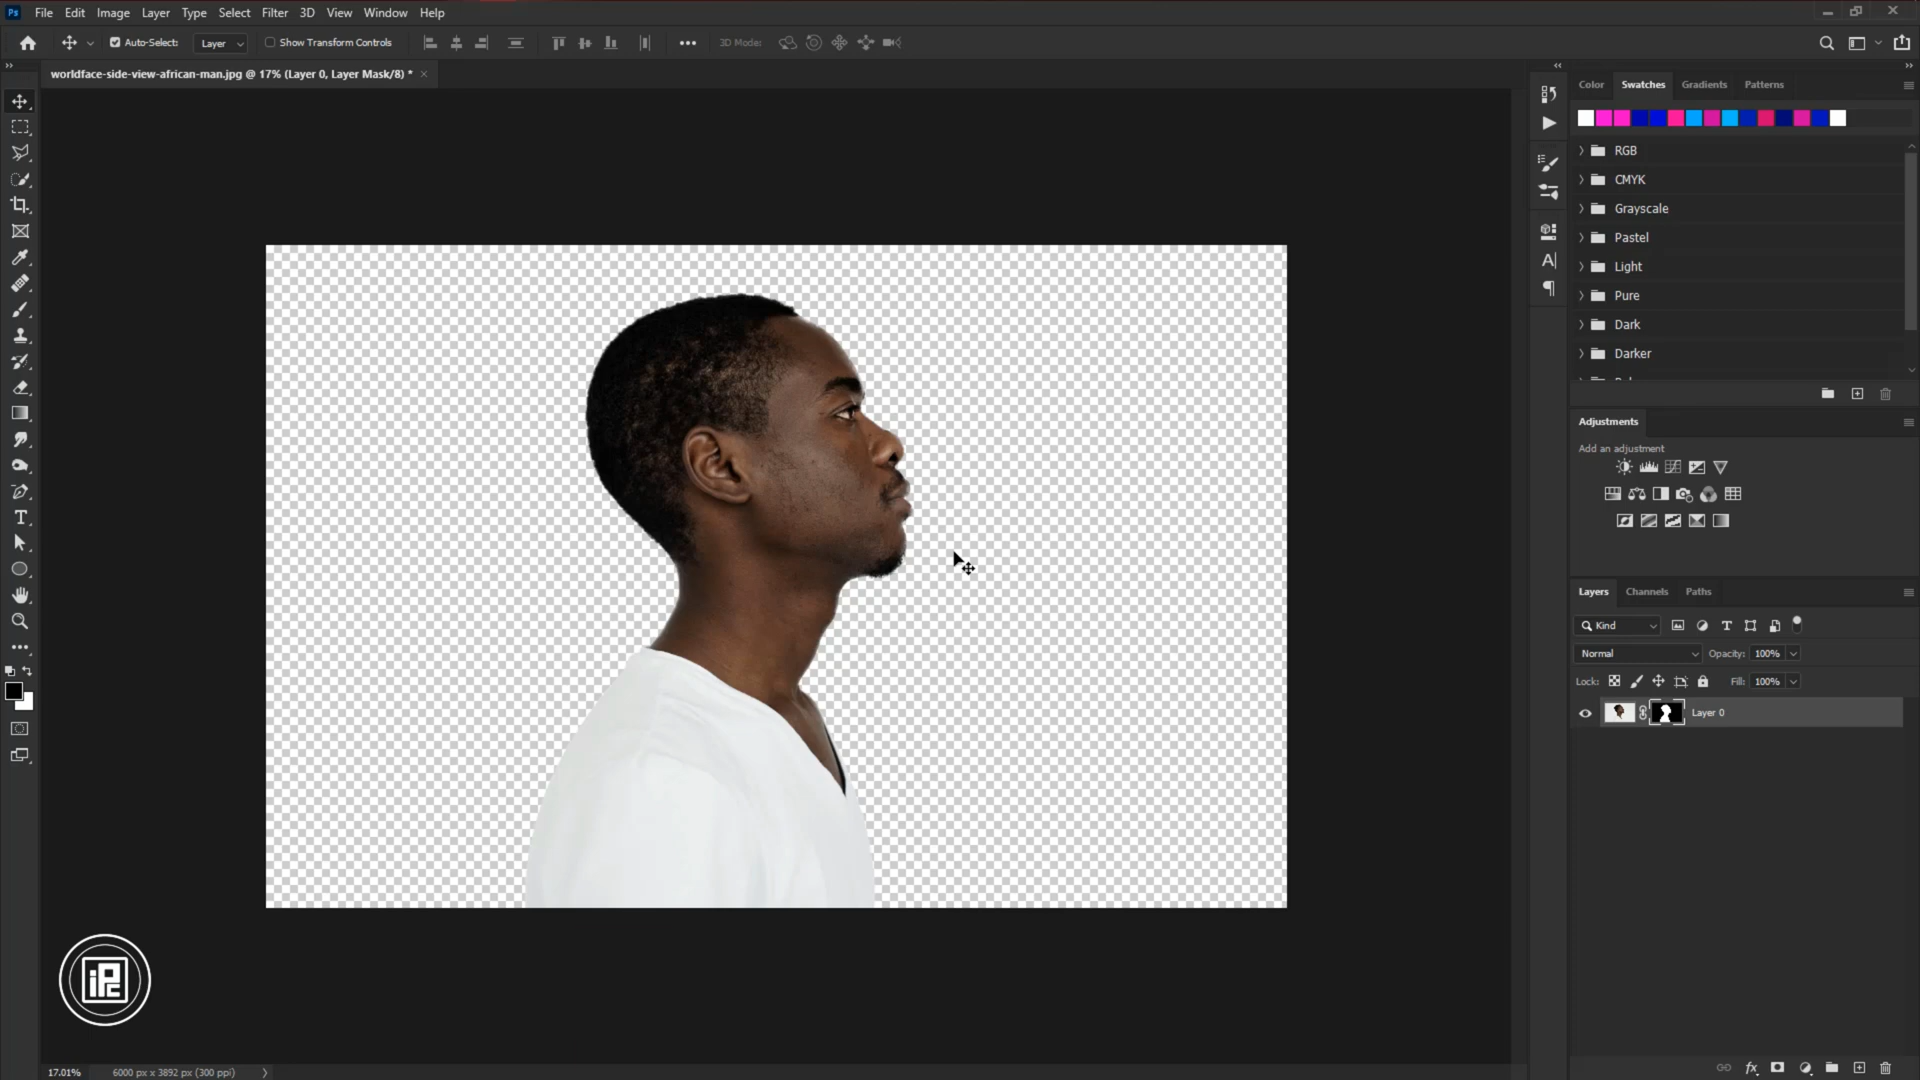 Ps File Edit Image Layer Type Select Filter 3D View Window Help
Auto-Select: Layer Show Transform Controls 3D Mode:
worldface-side-view-african-man.jpg @ 17% (Layer 0, Layer Mask/8) *
Color Swatches Gradients Patterns
RGB
CMYK
Grayscale
Pastel
Light
Pure
Dark
Darker
Adjustments
Add an adjustment
Layers Channels Paths
Kind
Normal Opacity: 100%
Lock: Fill: 100%
Layer 0
iPc
17.01% 6000 px x 3892 px (300 ppi)